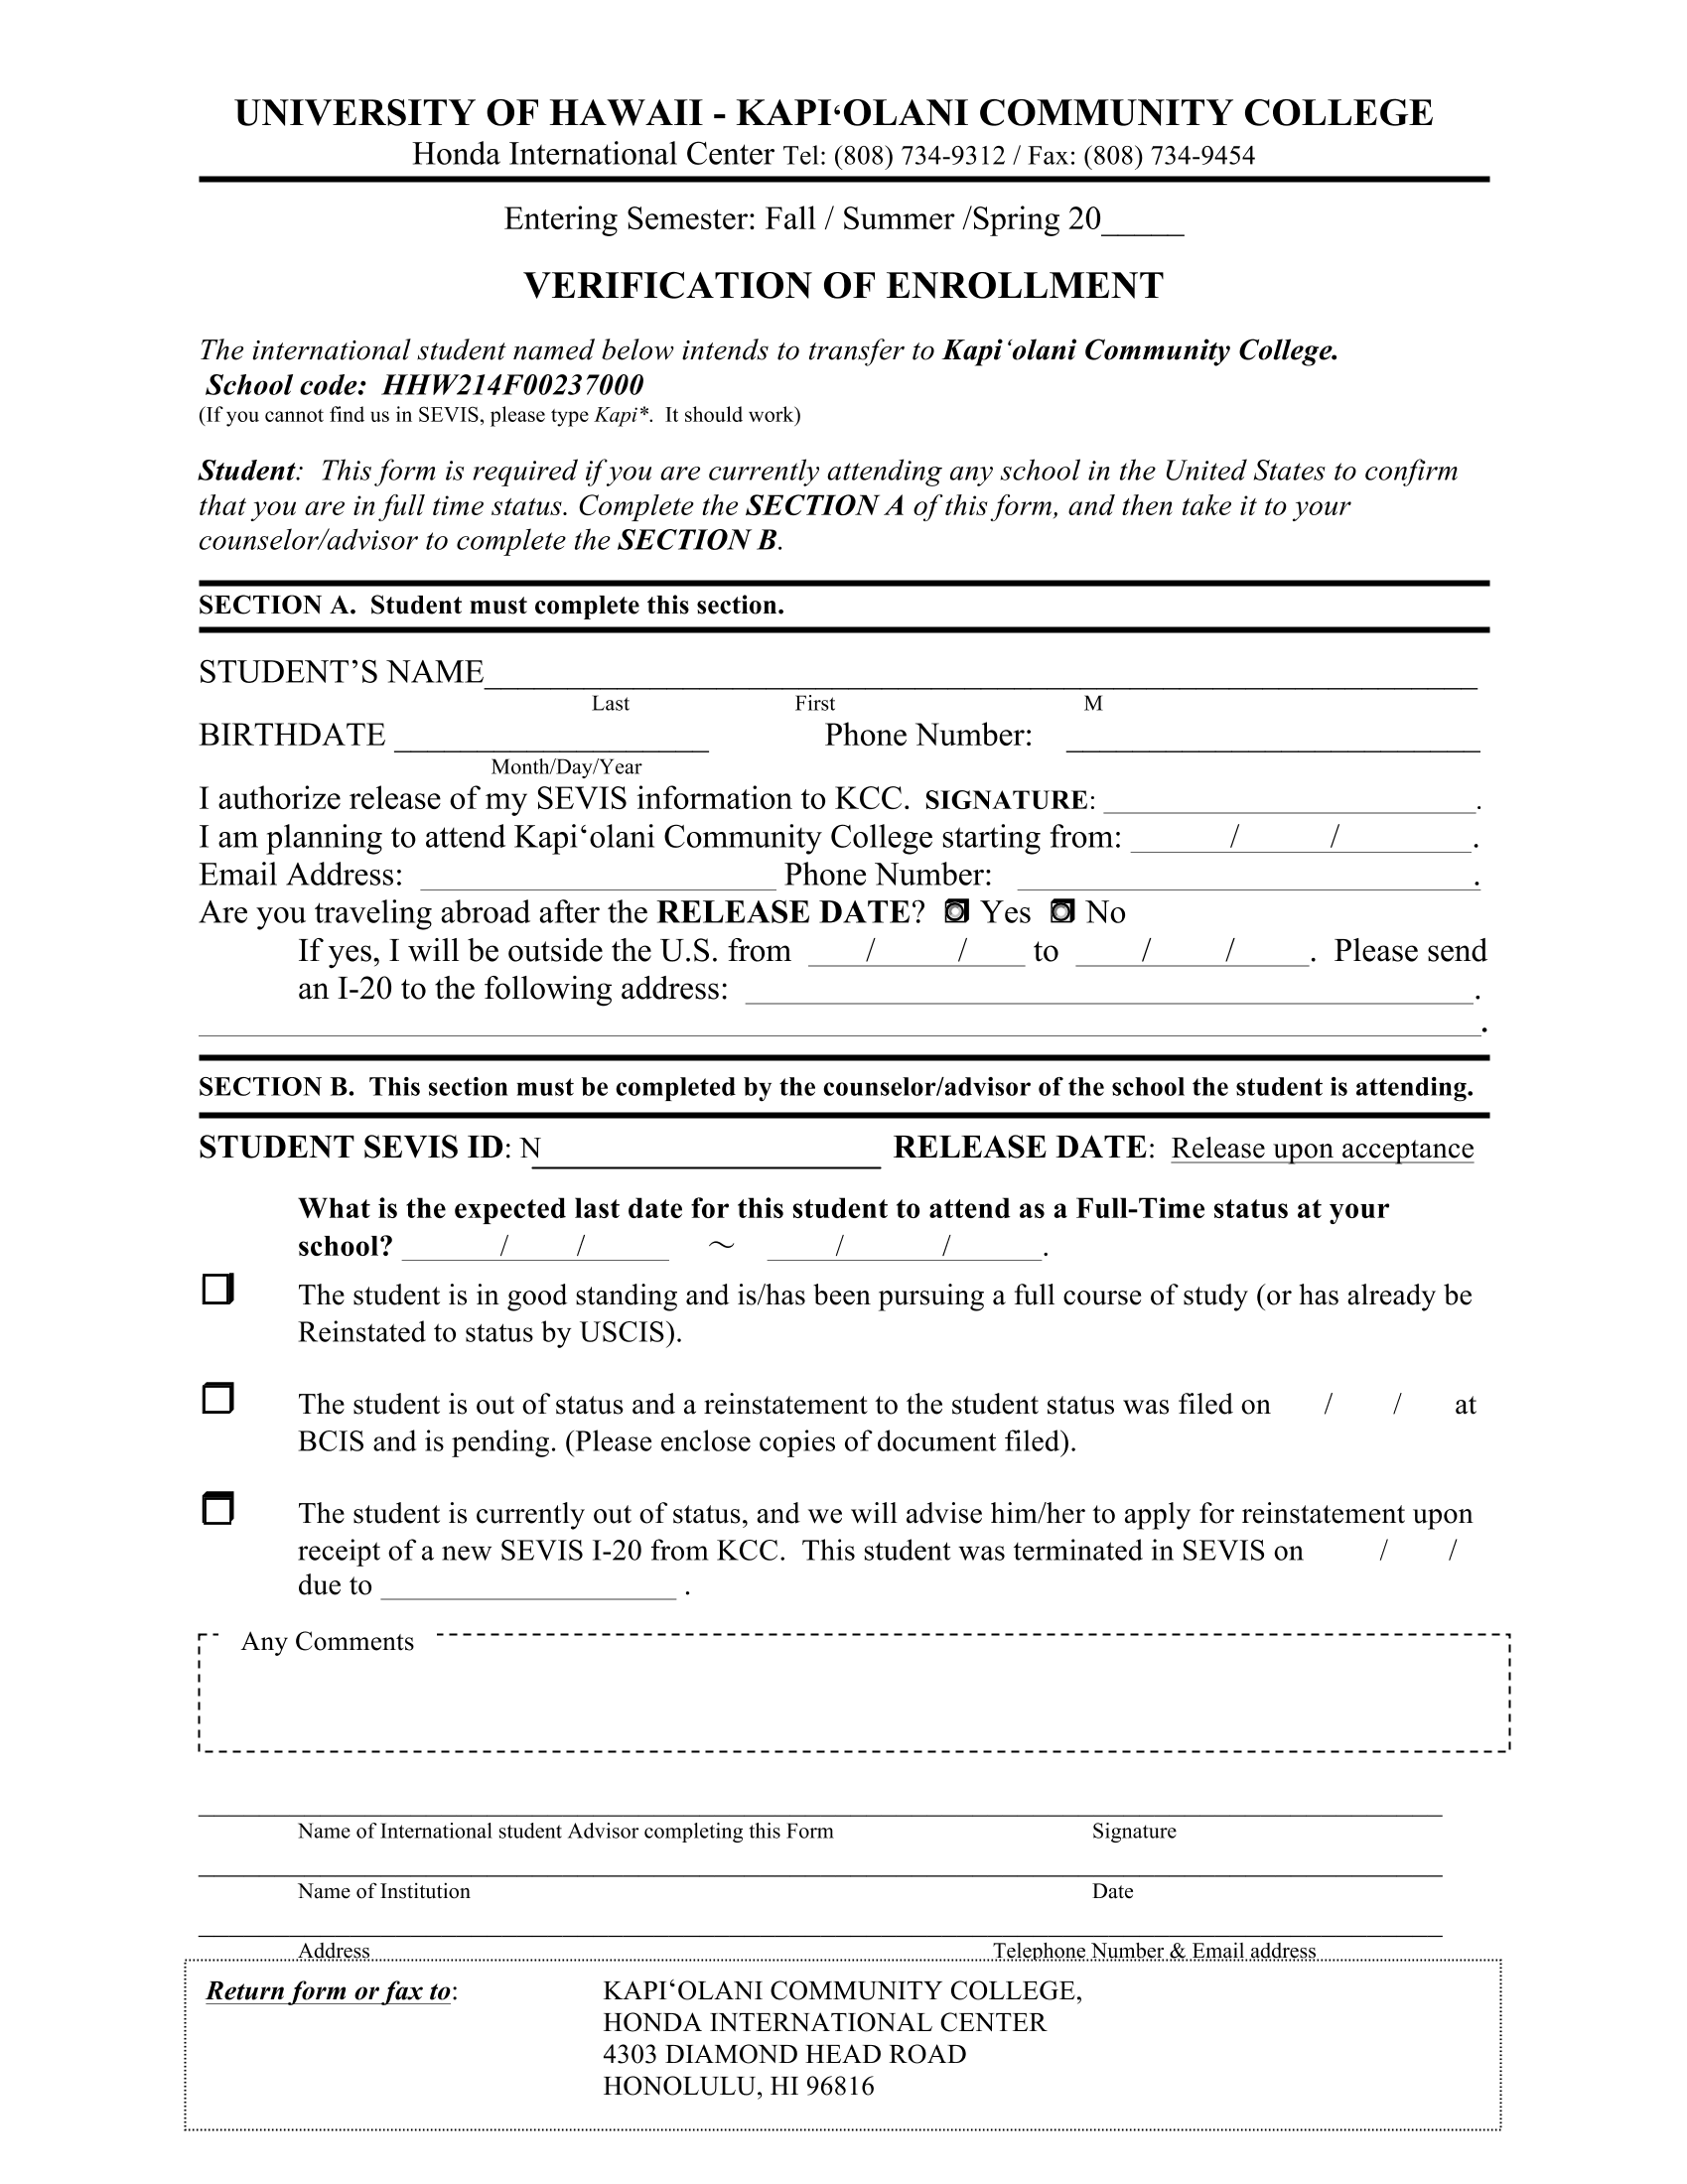 UNIVERSITY OF HAWAII - KAPIʻOLANI COMMUNITY COLLEGE
Honda International Center Tel: (808) 734-9312 / Fax: (808) 734-9454
Entering Semester: Fall / Summer /Spring 20_____
VERIFICATION OF ENROLLMENT
The international student named below intends to transfer to Kapiʻolani Community College.
School code: HHW214F00237000
(If you cannot find us in SEVIS, please type Kapi*. It should work)
Student: This form is required if you are currently attending any school in the United States to confirm
that you are in full time status. Complete the SECTION A of this form, and then take it to your
counselor/advisor to complete the SECTION B.
SECTION A. Student must complete this section.
STUDENT’S NAME____________________________________________________________
Last First M
BIRTHDATE ___________________ Phone Number: _________________________
Month/Day/Year
I authorize release of my SEVIS information to KCC. SIGNATURE: ______________________.
I am planning to attend Kapiʻolani Community College starting from: ______/______/________.
Email Address: ______________________ Phone Number: ____________________________.
Are you traveling abroad after the RELEASE DATE? Yes No
If yes, I will be outside the U.S. from ____/_____/____ to ____/_____/_____. Please send
an I-20 to the following address: ____________________________________________.
______________________________________________________________________________.
SECTION B. This section must be completed by the counselor/advisor of the school the student is attending.
STUDENT SEVIS ID: N_____________________ RELEASE DATE: Release upon acceptance
What is the expected last date for this student to attend as a Full-Time status at your
school? ______/____/_____ ~ ____/______/_____.
The student is in good standing and is/has been pursuing a full course of study (or has already be
Reinstated to status by USCIS).
The student is out of status and a reinstatement to the student status was filed on / / at
BCIS and is pending. (Please enclose copies of document filed).
The student is currently out of status, and we will advise him/her to apply for reinstatement upon
receipt of a new SEVIS I-20 from KCC. This student was terminated in SEVIS on / /
due to ____________________ .
Any Comments
Name of International student Advisor completing this Form Signature
Name of Institution Date
Address Telephone Number & Email address
Return form or fax to: KAPIʻOLANI COMMUNITY COLLEGE,
HONDA INTERNATIONAL CENTER
4303 DIAMOND HEAD ROAD
HONOLULU, HI 96816